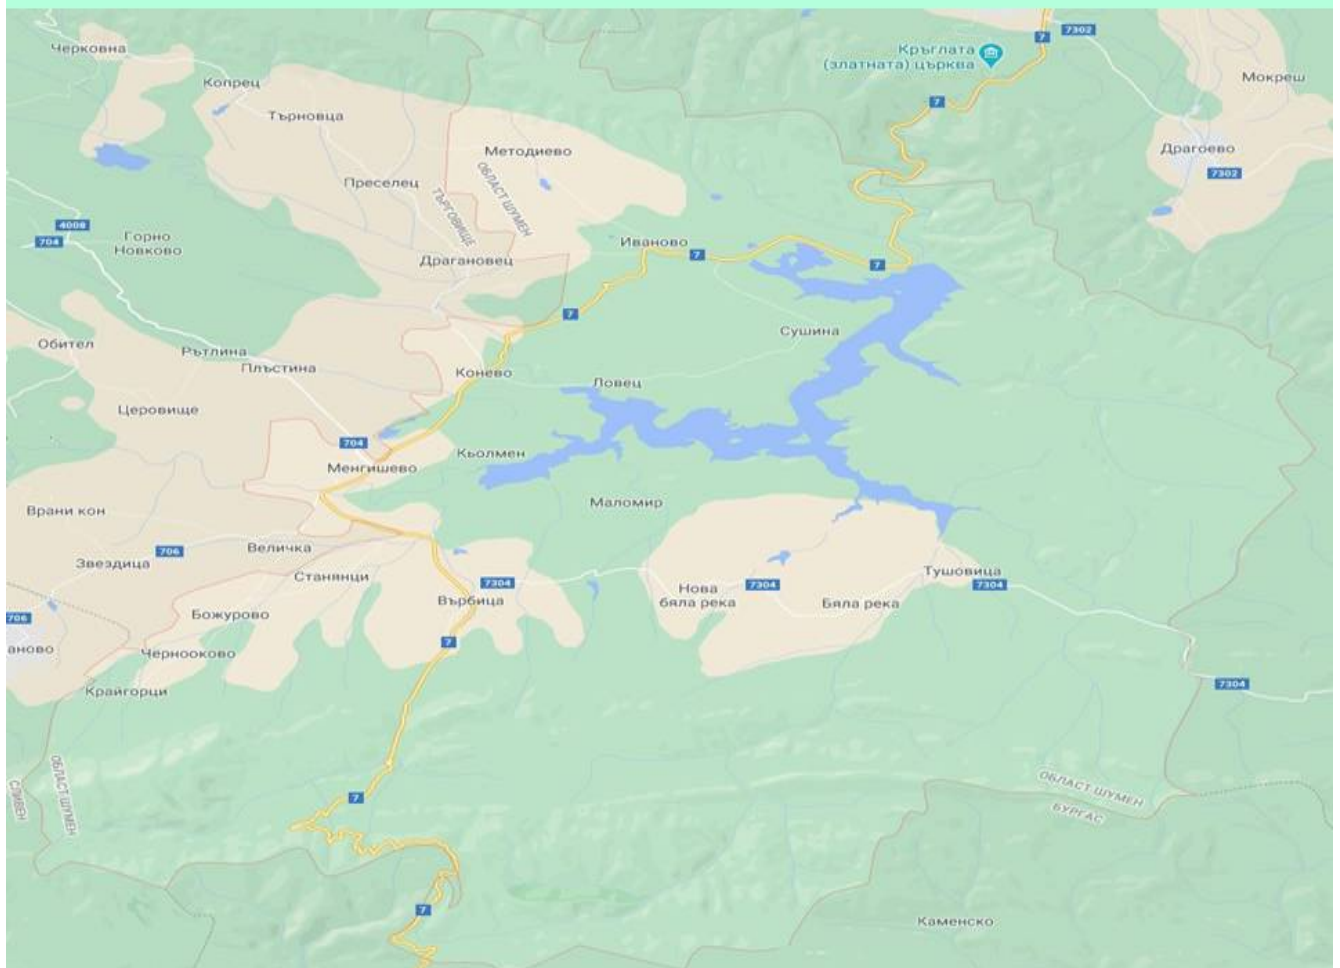 7
7302
Черковна
Кръглата
(златната) църква
Мокреш
Копрец
7
Търновца
Методиево
Драгоево
7302
Преселец
ОБЛАСТ ШУМЕН
ТЪРГОВИЩЕ
4008
704
Горно
Новково
Иваново
7
Драгановец
7
7
Сушина
Обител
Рътлина
Плъстина
Конево
Ловец
Церовище
704
Кьолмен
Менгишево
Маломир
Врани кон
Величка
706
Звездица
Станянци
7304
Нова
бяла река
7304
Тушовица
7304
Върбица
Бяла река
706
Божурово
7
аново
Чернооково
Крайгорци
7304
ОБЛАСТ ШУМЕН
СЛИВЕН
7
ОБЛАСТ ШУМЕН
БУРГАС
7
Каменско